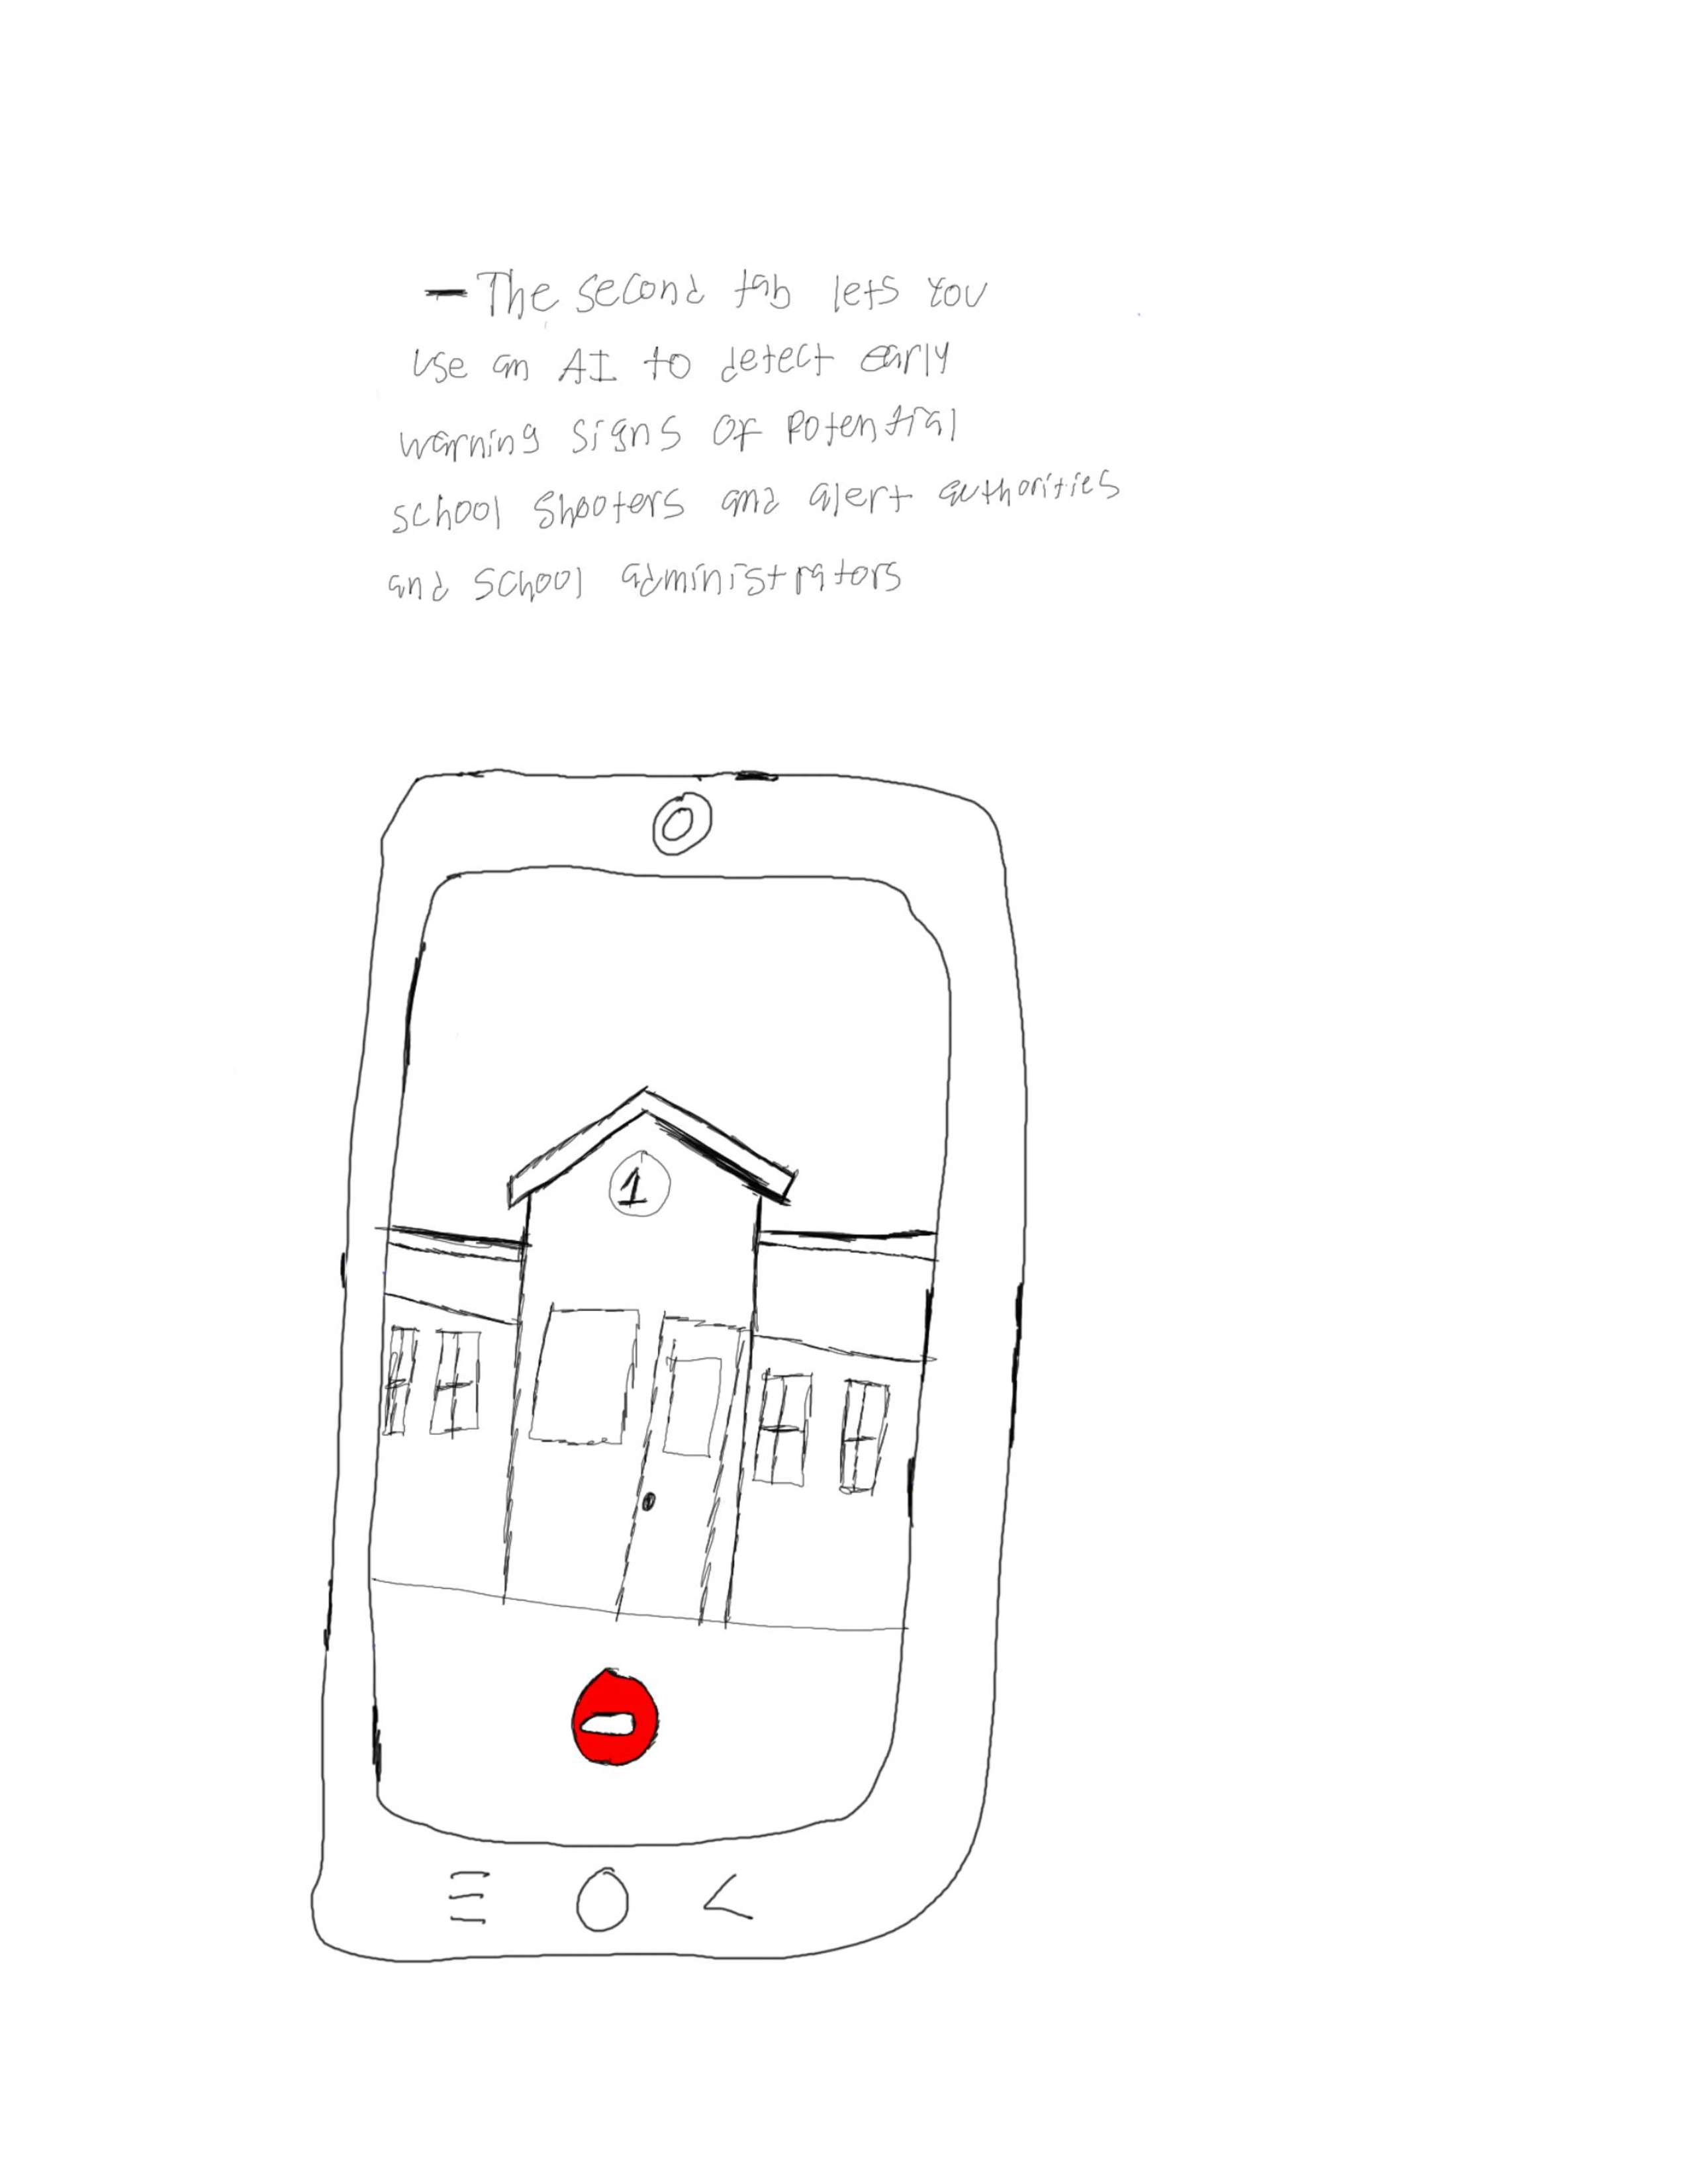 - The second tab lets you
use an AI to detect early
warning signs of potential
school shooters and alert authorities
and school administrators
1